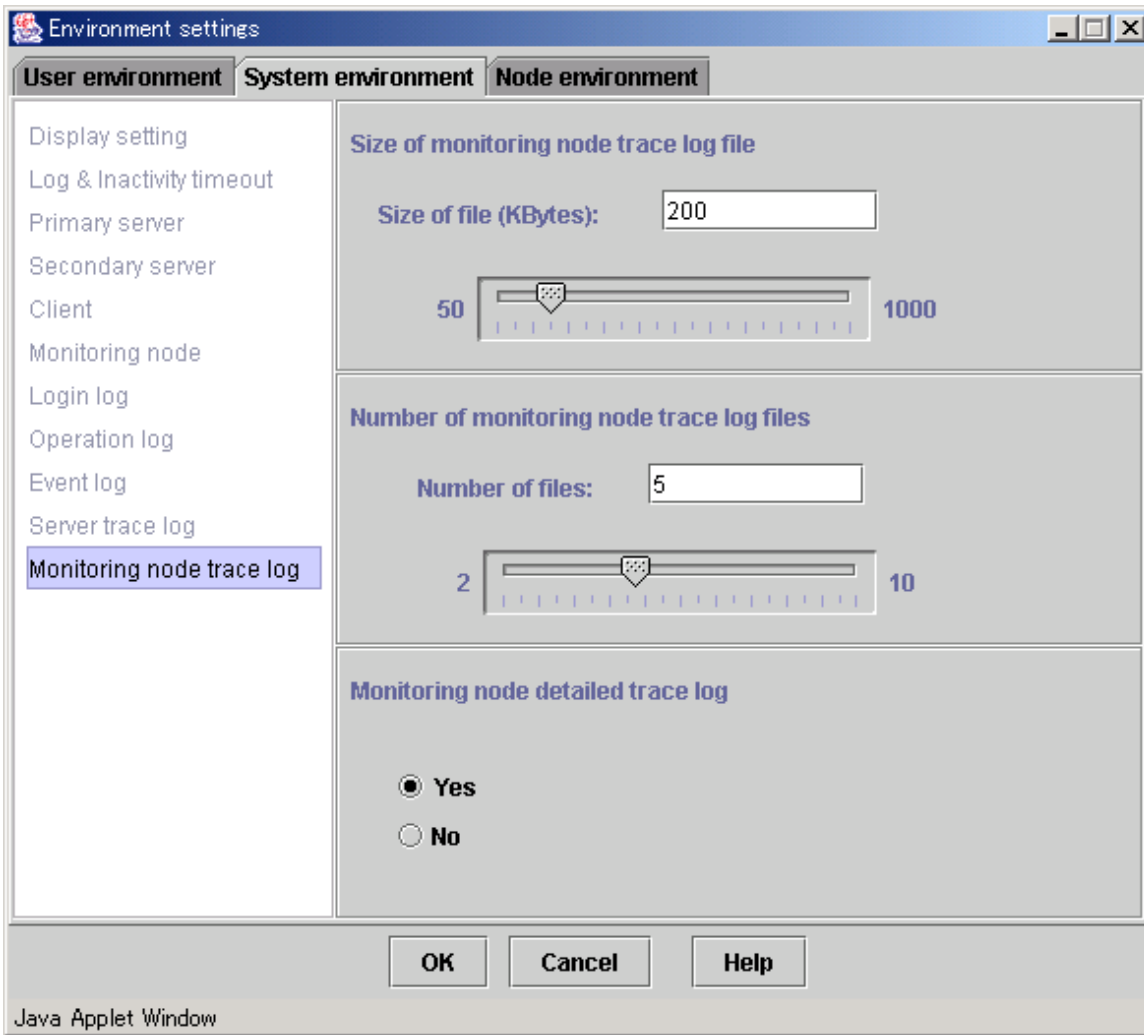 Environment settings
User environment System environment Node environment
Display setting
Log & Inactivity timeout
Primary server
Secondary server
Client
Monitoring node
Login log
Operation log
Event log
Server trace log
Monitoring node trace log
Size of monitoring node trace log file
Size of file (KBytes): 200
50 1000
Number of monitoring node trace log files
Number of files: 5
2 10
Monitoring node detailed trace log
Yes
No
OK Cancel Help
Java Applet Window